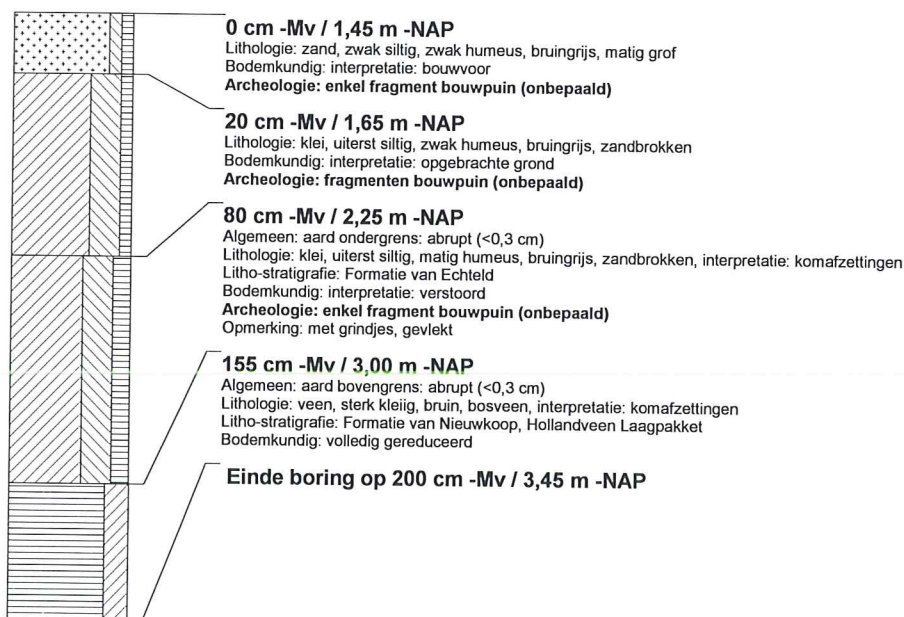 0 cm -Mv / 1,45 m -NAP
Lithologie: zand, zwak siltig, zwak humeus, bruingrijs, matig grof
Bodemkundig: interpretatie: bouwvoor
Archeologie: enkel fragment bouwpuin (onbepaald)
20 cm -Mv / 1,65 m -NAP
Lithologie: klei, uiterst siltig, zwak humeus, bruingrijs, zandbrokken
Bodemkundig: interpretatie: opgebrachte grond
Archeologie: fragmenten bouwpuin (onbepaald)
80 cm -Mv / 2,25 m -NAP
Algemeen: aard ondergrens: abrupt (<0,3 cm)
Lithologie: klei, uiterst siltig, matig humeus, bruingrijs, zandbrokken, interpretatie: komafzettingen
Litho-stratigrafie: Formatie van Echteld
Bodemkundig: interpretatie: verstoord
Archeologie: enkel fragment bouwpuin (onbepaald)
Opmerking: met grindjes, gevlekt
155 cm -Mv / 3,00 m -NAP
Algemeen: aard bovengrens: abrupt (<0,3 cm)
Lithologie: veen, sterk kleiig, bruin, bosveen, interpretatie: komafzettingen
Litho-stratigrafie: Formatie van Nieuwkoop, Hollandveen Laagpakket
Bodemkundig: volledig gereduceerd
Einde boring op 200 cm -Mv / 3,45 m -NAP